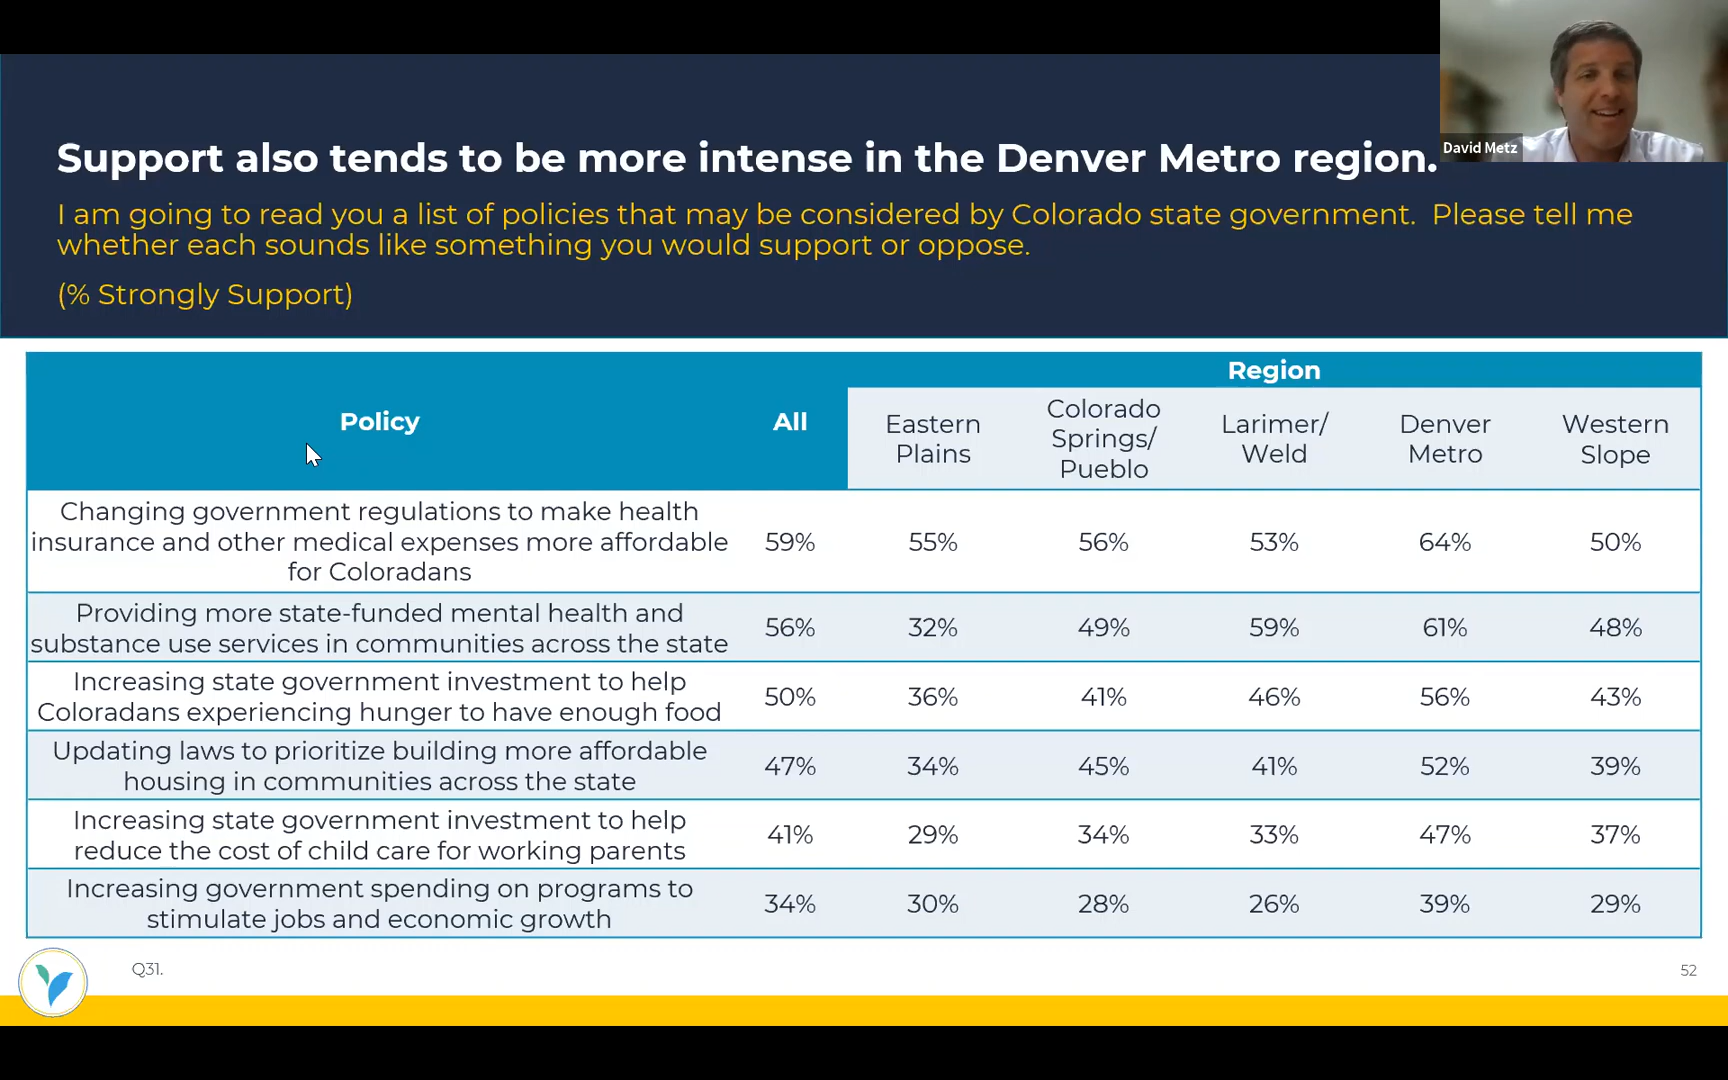 David Metz
Support also tends to be more intense in the Denver Metro region.
I am going to read you a list of policies that may be considered by Colorado state government.  Please tell me
whether each sounds like something you would support or oppose.
(% Strongly Support)
Region
Policy
All
Eastern
Plains
Colorado
Springs/
Pueblo
Larimer/
Weld
Denver
Metro
Western
Slope
Changing government regulations to make health
insurance and other medical expenses more affordable
for Coloradans
59% 55% 56% 53% 64% 50%
Providing more state-funded mental health and
substance use services in communities across the state
56% 32% 49% 59% 61% 48%
Increasing state government investment to help
Coloradans experiencing hunger to have enough food
50% 36% 41% 46% 56% 43%
Updating laws to prioritize building more affordable
housing in communities across the state
47% 34% 45% 41% 52% 39%
Increasing state government investment to help
reduce the cost of child care for working parents
41% 29% 34% 33% 47% 37%
Increasing government spending on programs to
stimulate jobs and economic growth
34% 30% 28% 26% 39% 29%
Q31.
52